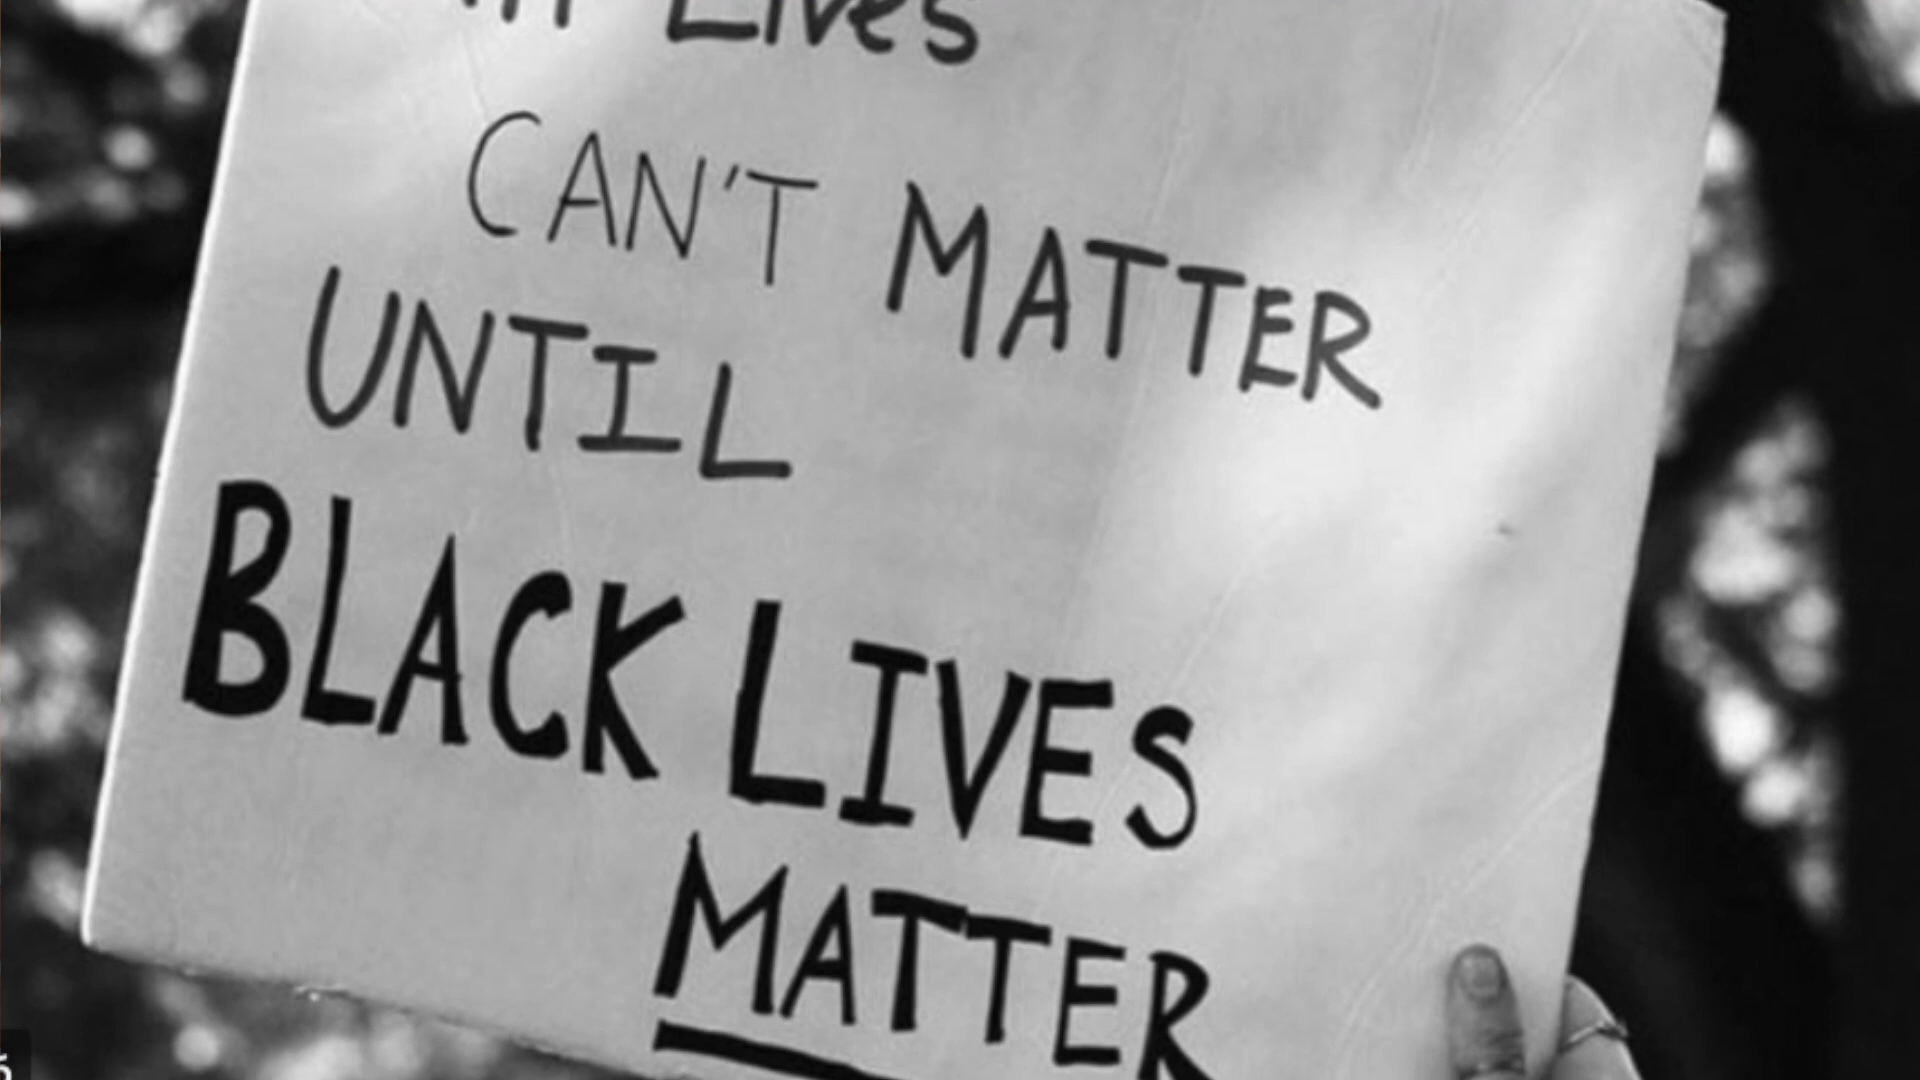 Lives
CAN'T MATTER
UNTIL
BLACK LIVES
MATTER